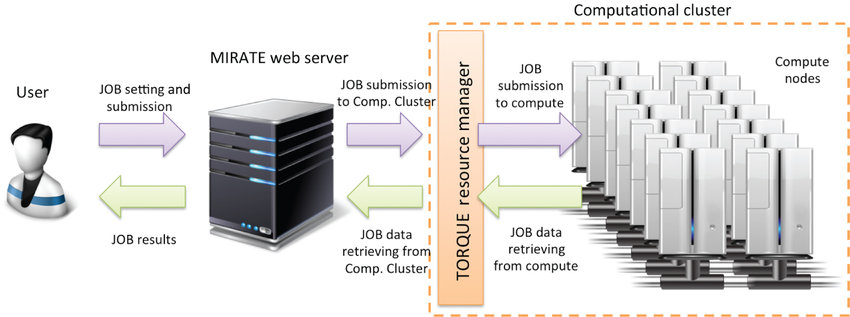 Computational cluster
MIRATE web server
User
JOB setting and
submission
JOB submission
to Comp. Cluster
TORQUE resource manager
JOB
submission
to compute
Compute
nodes
JOB results
JOB data
retrieving from
Comp. Cluster
JOB data
retrieving
from compute